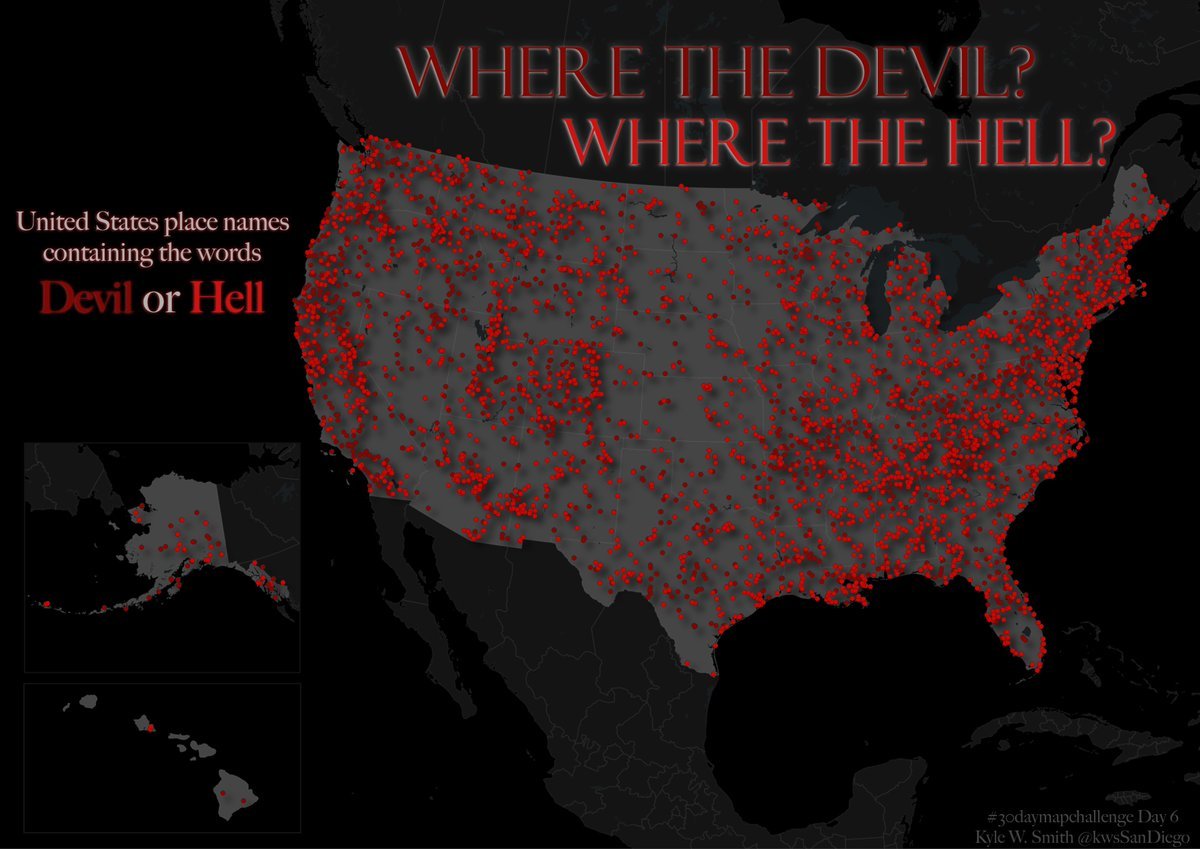 WHERE THE DEVIL?
WHERE THE HELL?
United States place names
containing the words
Devil or Hell
#30daymapchallenge Day 6
Kyle W. Smith @kwsSanDiego